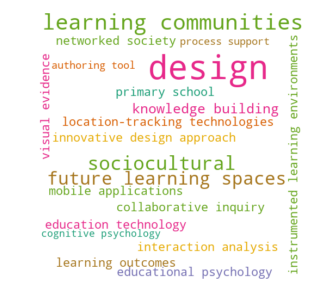 learning communities
networked society
process support
authoring tool
design
visual evidence
primary school
knowledge building
location-tracking technologies
innovative design approach
instrumented learning environments
sociocultural
future learning spaces
mobile applications
collaborative inquiry
education technology
cognitive psychology
interaction analysis
learning outcomes
educational psychology